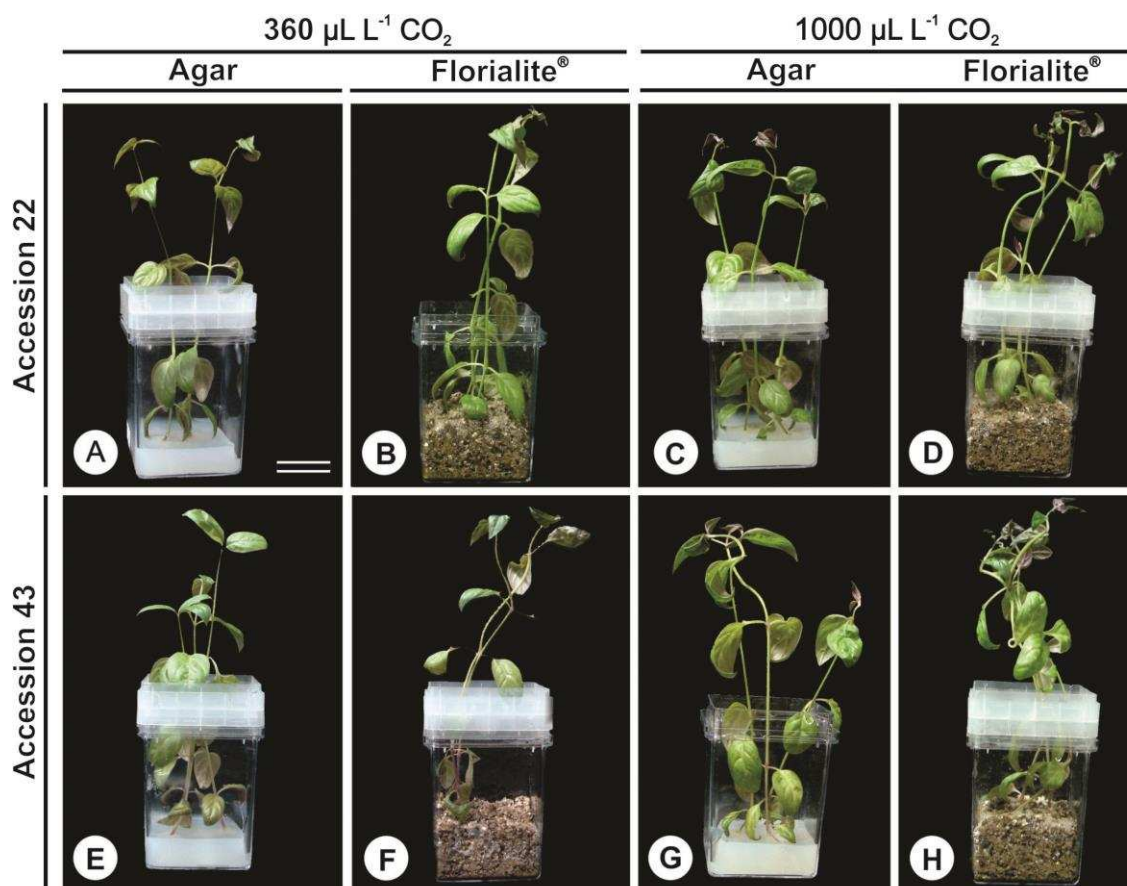 360 µL L⁻¹ CO₂
1000 µL L⁻¹ CO₂
Agar
Florialite®
Agar
Florialite®
Accession 22
A
B
C
D
Accession 43
E
F
G
H